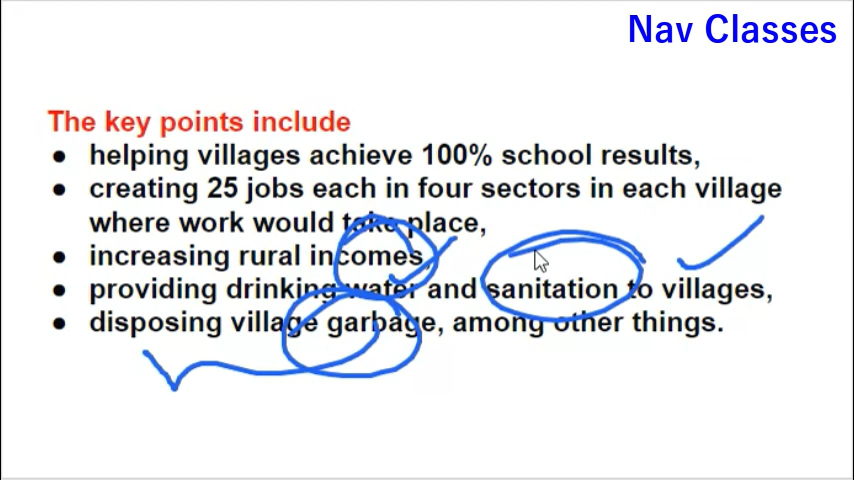 Nav Classes
The key points include
● helping villages achieve 100% school results,
● creating 25 jobs each in four sectors in each village
where work would take place,
● increasing rural incomes,
● providing drinking water and sanitation to villages,
● disposing village garbage, among other things.